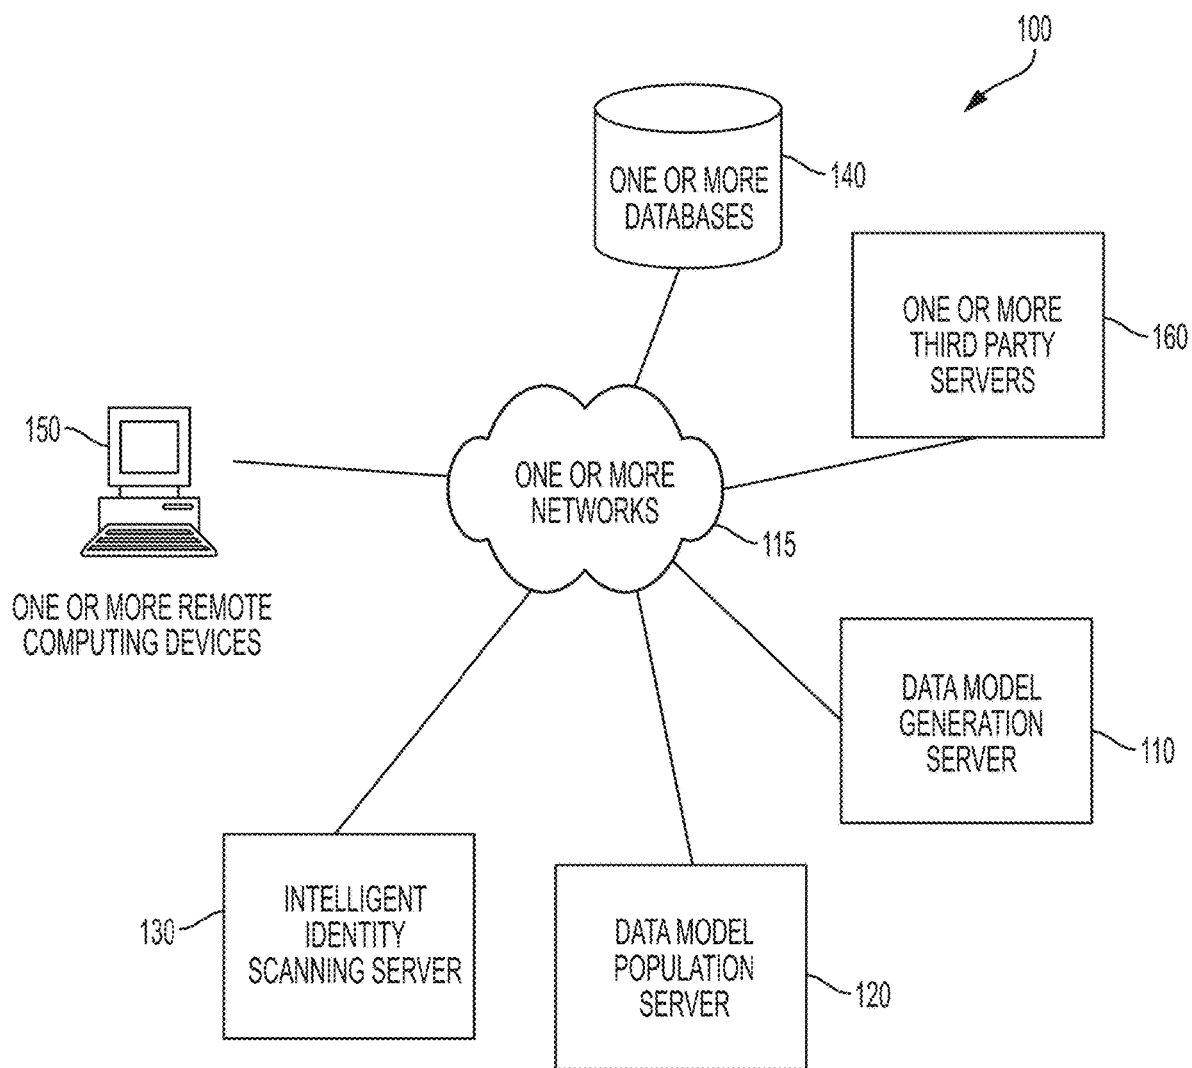 100
ONE OR MORE
DATABASES
140
ONE OR MORE
THIRD PARTY
SERVERS
160
150
ONE OR MORE
NETWORKS
115
ONE OR MORE REMOTE
COMPUTING DEVICES
DATA MODEL
GENERATION
SERVER
110
INTELLIGENT
IDENTITY
SCANNING SERVER
130
DATA MODEL
POPULATION
SERVER
120